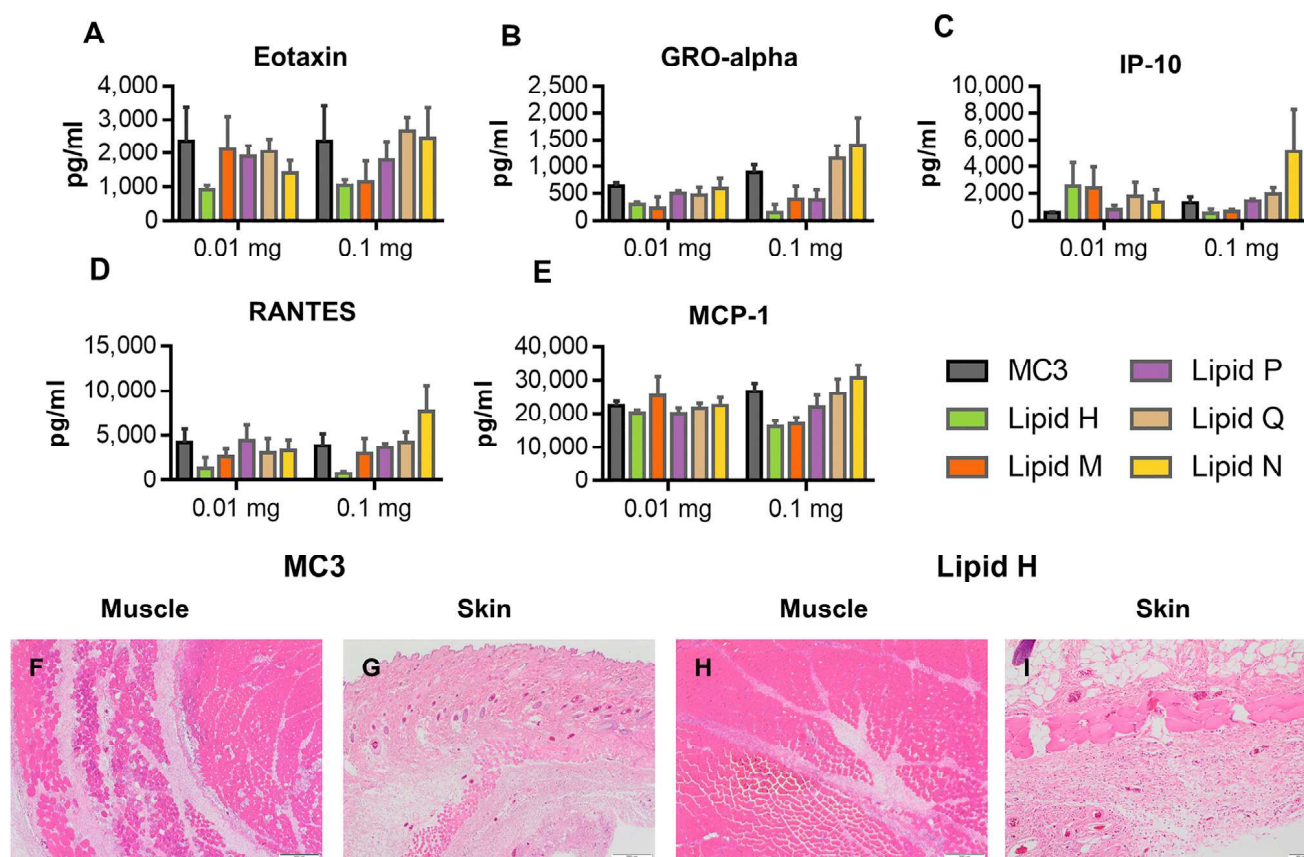 A
Eotaxin
pg/ml
4,000
3,000
2,000
1,000
0
0.01 mg
0.1 mg
B
GRO-alpha
pg/ml
2,500
2,000
1,500
1,000
500
0
0.01 mg
0.1 mg
C
IP-10
pg/ml
10,000
8,000
6,000
4,000
2,000
0
0.01 mg
0.1 mg
D
RANTES
pg/ml
15,000
10,000
5,000
0
0.01 mg
0.1 mg
E
MCP-1
pg/ml
40,000
30,000
20,000
10,000
0
0.01 mg
0.1 mg
MC3
Lipid H
Lipid M
Lipid P
Lipid Q
Lipid N
MC3
Lipid H
Muscle
Skin
Muscle
Skin
F
G
H
I